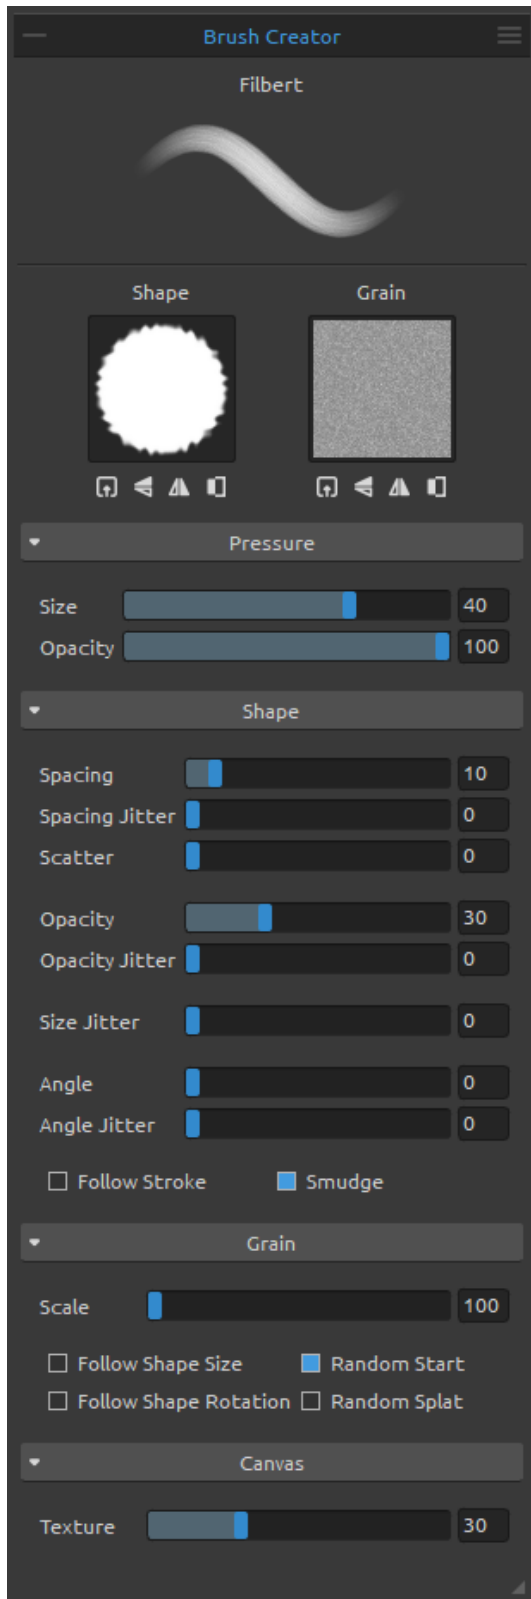 Brush Creator
Filbert
Shape Grain
Pressure
Size 40
Opacity 100
Shape
Spacing 10
Spacing Jitter 0
Scatter 0
Opacity 30
Opacity Jitter 0
Size Jitter 0
Angle 0
Angle Jitter 0
Follow Stroke Smudge
Grain
Scale 100
Follow Shape Size Random Start
Follow Shape Rotation Random Splat
Canvas
Texture 30